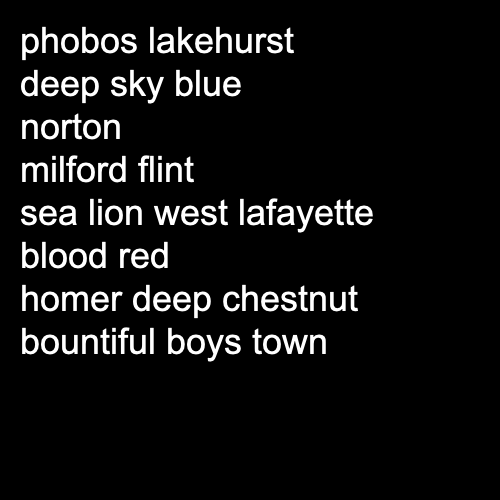 phobos lakehurst
deep sky blue
norton
milford flint
sea lion west lafayette
blood red
homer deep chestnut
bountiful boys town